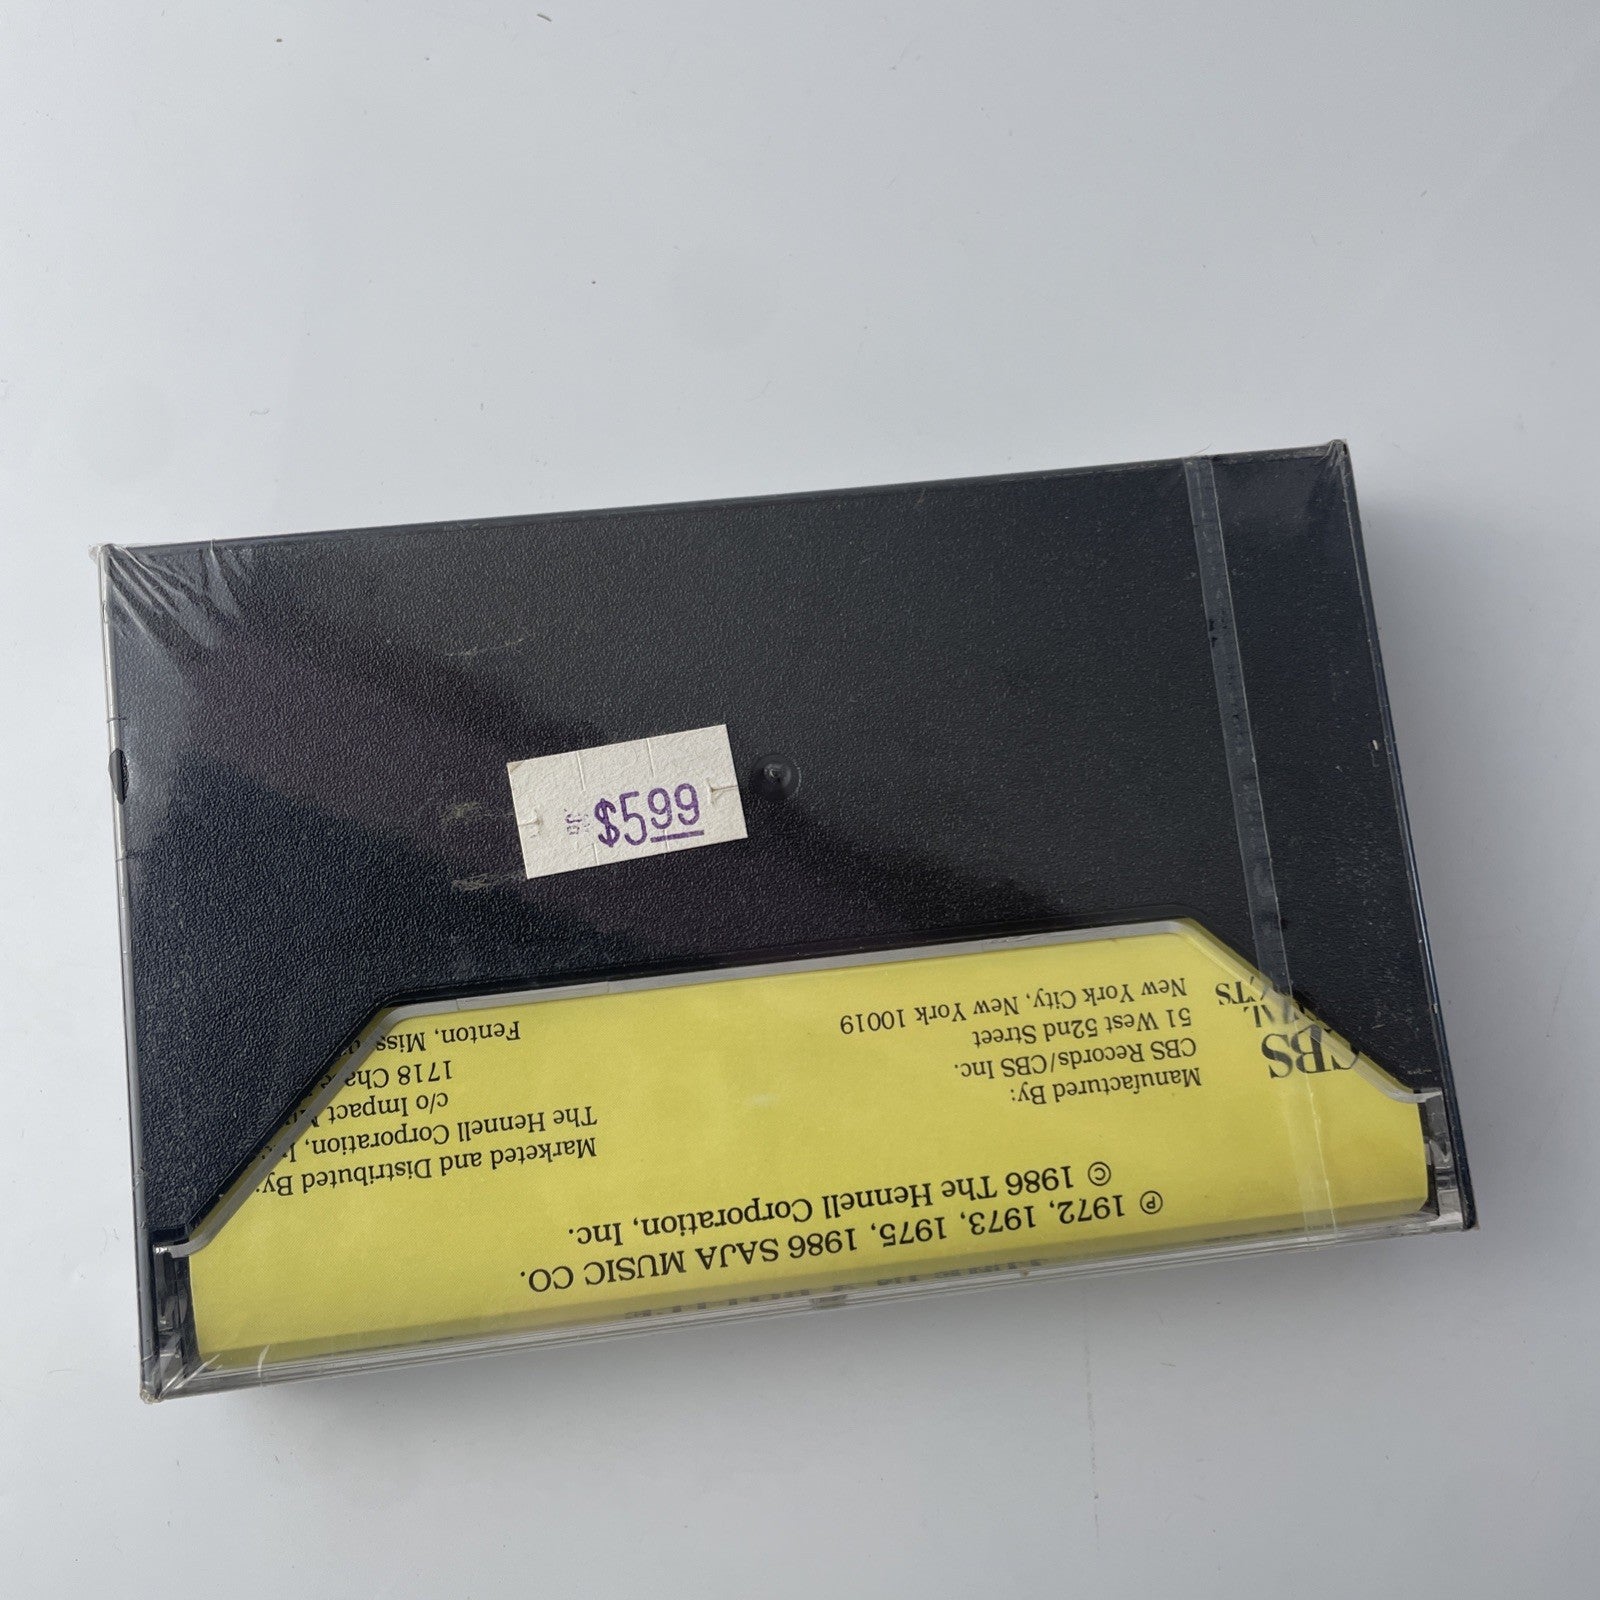 $5.99
℗ 1972, 1973, 1975, 1986 SAJA MUSIC CO.
© 1986 The Hennell Corporation, Inc.
Marketed and Distributed By:
The Hennell Corporation,
c/o Impact
1718
Fenton,
Manufactured By:
CBS Records/CBS Inc.
51 West 52nd Street
New York City, New York 10019
CBS